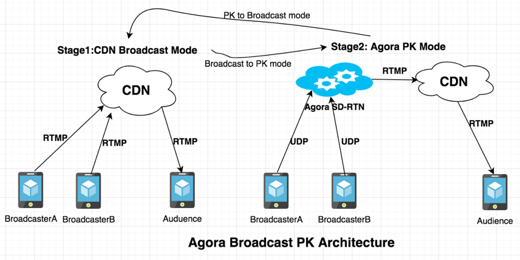 PK to Broadcast mode
Stage1:CDN Broadcast Mode
Stage2: Agora PK Mode
Broadcast to PK mode
CDN
RTMP
CDN
Agora SD-RTN
RTMP
RTMP
RTMP
UDP
UDP
RTMP
BroadcasterA
BroadcasterB
Auduence
BroadcasterA
BroadcasterB
Audience
Agora Broadcast PK Architecture